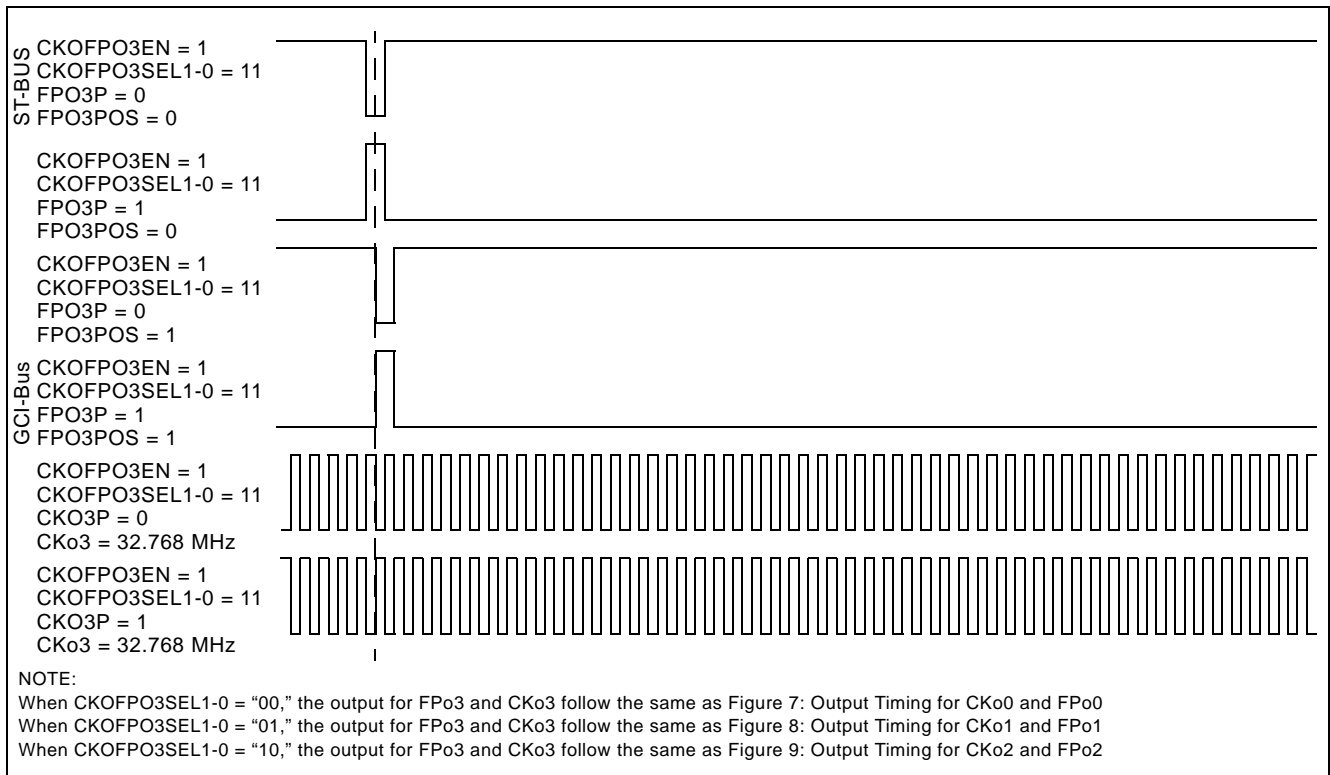 ST-BUS
CKOFPO3EN = 1
CKOFPO3SEL1-0 = 11
FPO3P = 0
FPO3POS = 0
CKOFPO3EN = 1
CKOFPO3SEL1-0 = 11
FPO3P = 1
FPO3POS = 0
CKOFPO3EN = 1
CKOFPO3SEL1-0 = 11
FPO3P = 0
FPO3POS = 1
GCI-Bus
CKOFPO3EN = 1
CKOFPO3SEL1-0 = 11
FPO3P = 1
FPO3POS = 1
CKOFPO3EN = 1
CKOFPO3SEL1-0 = 11
CKO3P = 0
CKo3 = 32.768 MHz
CKOFPO3EN = 1
CKOFPO3SEL1-0 = 11
CKO3P = 1
CKo3 = 32.768 MHz
NOTE:
When CKOFPO3SEL1-0 = “00,” the output for FPo3 and CKo3 follow the same as Figure 7: Output Timing for CKo0 and FPo0
When CKOFPO3SEL1-0 = “01,” the output for FPo3 and CKo3 follow the same as Figure 8: Output Timing for CKo1 and FPo1
When CKOFPO3SEL1-0 = “10,” the output for FPo3 and CKo3 follow the same as Figure 9: Output Timing for CKo2 and FPo2